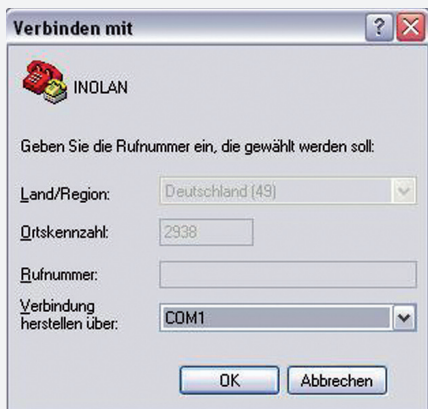 Verbinden mit
INOLAN
Geben Sie die Rufnummer ein, die gewählt werden soll:
Land/Region: Deutschland (49)
Ortskennzahl: 2938
Rufnummer:
Verbindung
herstellen über: COM1
OK Abbrechen